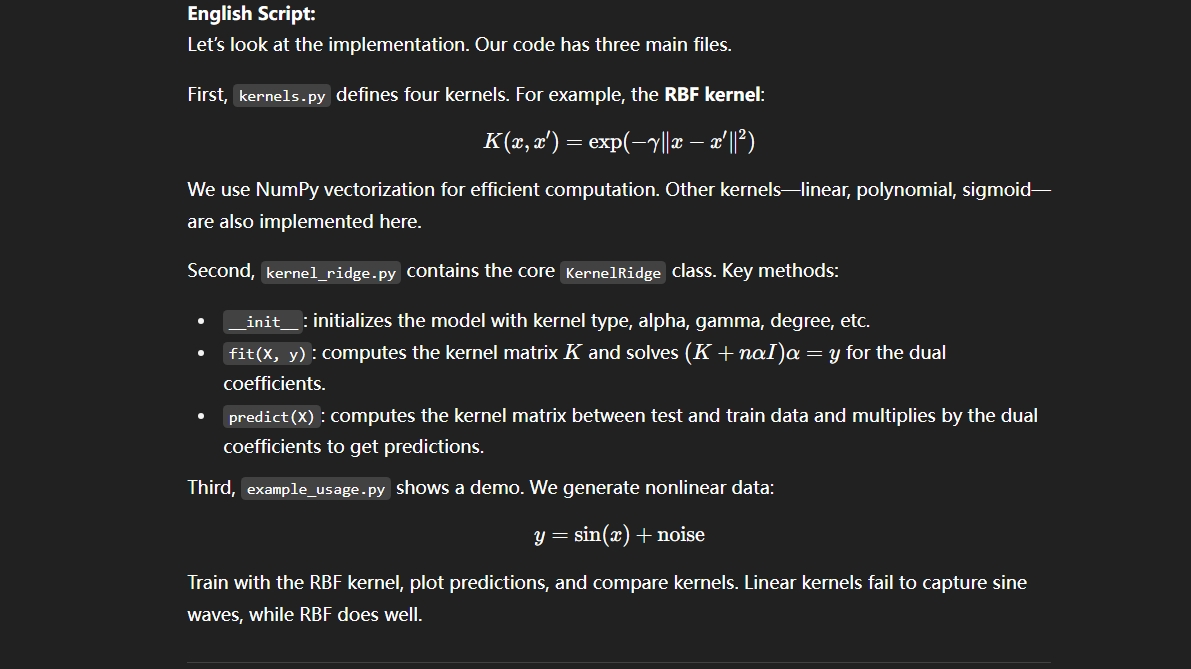 English Script:
Let’s look at the implementation. Our code has three main files.
First, kernels.py defines four kernels. For example, the RBF kernel:
K(x, x′) = exp(−γ‖x − x′‖²)
We use NumPy vectorization for efficient computation. Other kernels—linear, polynomial, sigmoid—
are also implemented here.
Second, kernel_ridge.py contains the core KernelRidge class. Key methods:
• __init__: initializes the model with kernel type, alpha, gamma, degree, etc.
• fit(X, y): computes the kernel matrix K and solves (K + nαI)α = y for the dual
coefficients.
• predict(X): computes the kernel matrix between test and train data and multiplies by the dual
coefficients to get predictions.
Third, example_usage.py shows a demo. We generate nonlinear data:
y = sin(x) + noise
Train with the RBF kernel, plot predictions, and compare kernels. Linear kernels fail to capture sine
waves, while RBF does well.